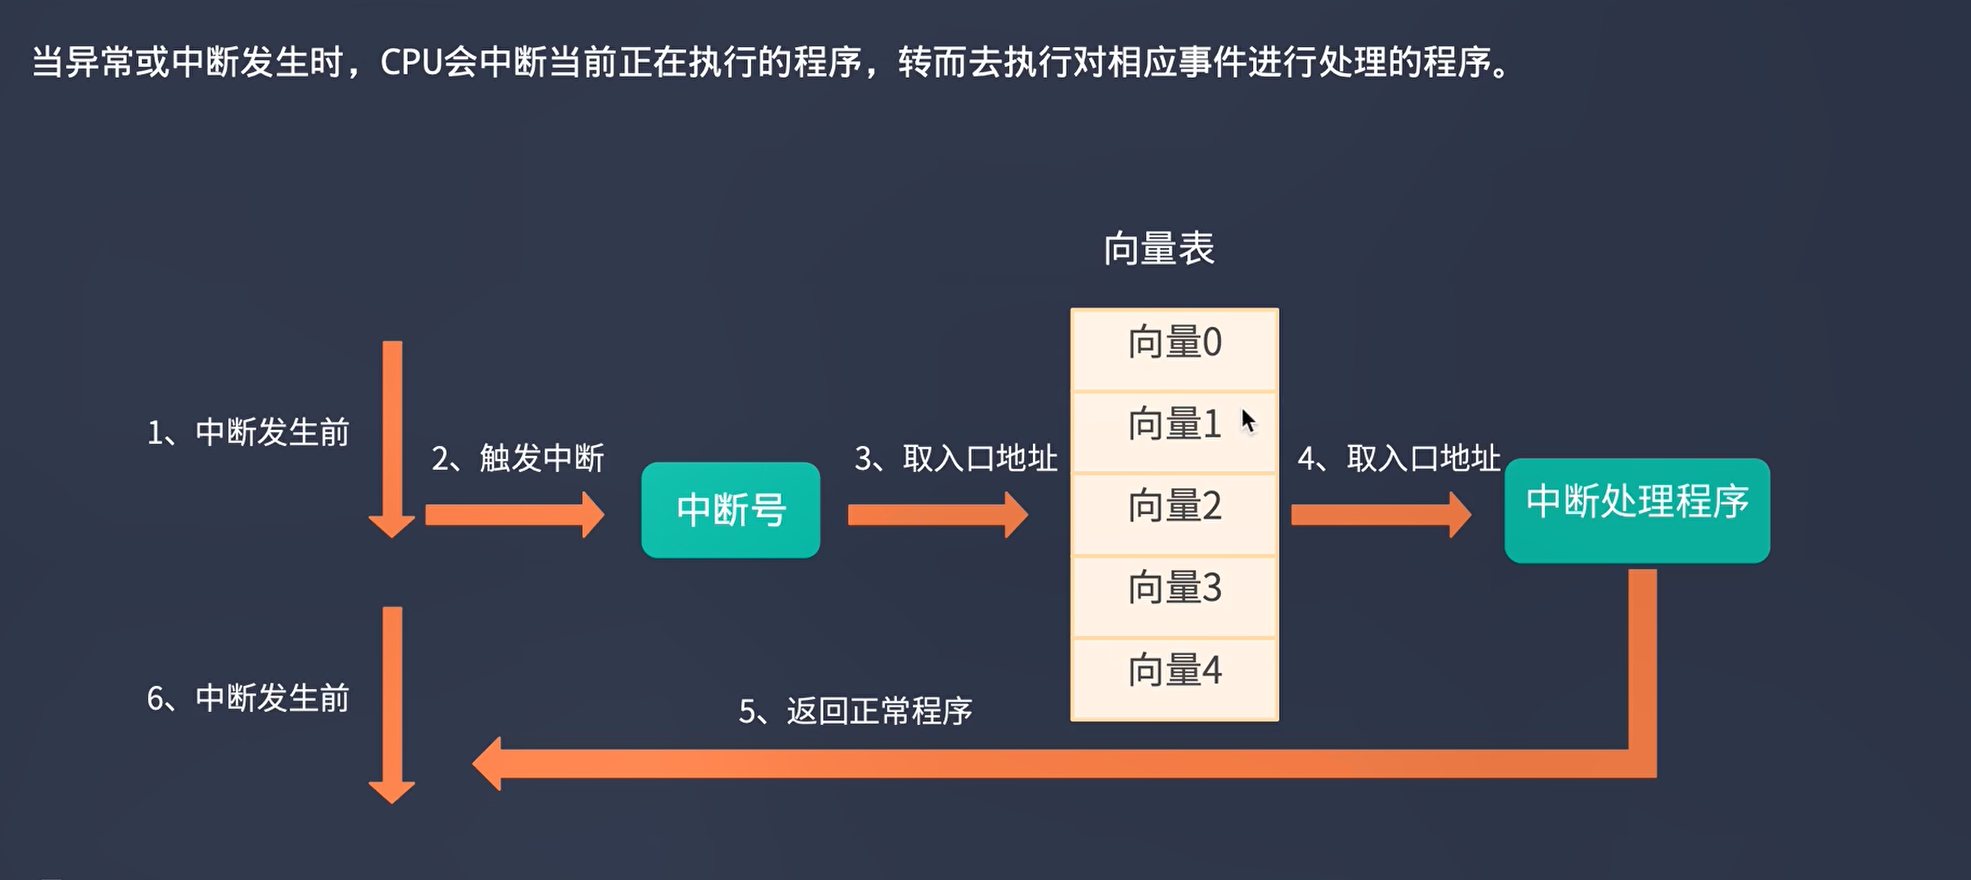 当异常或中断发生时，CPU会中断当前正在执行的程序，转而去执行对相应事件进行处理的程序。
向量表
向量0
1、中断发生前
向量1
2、触发中断
3、取入口地址
4、取入口地址
中断号
向量2
中断处理程序
向量3
向量4
6、中断发生前
5、返回正常程序